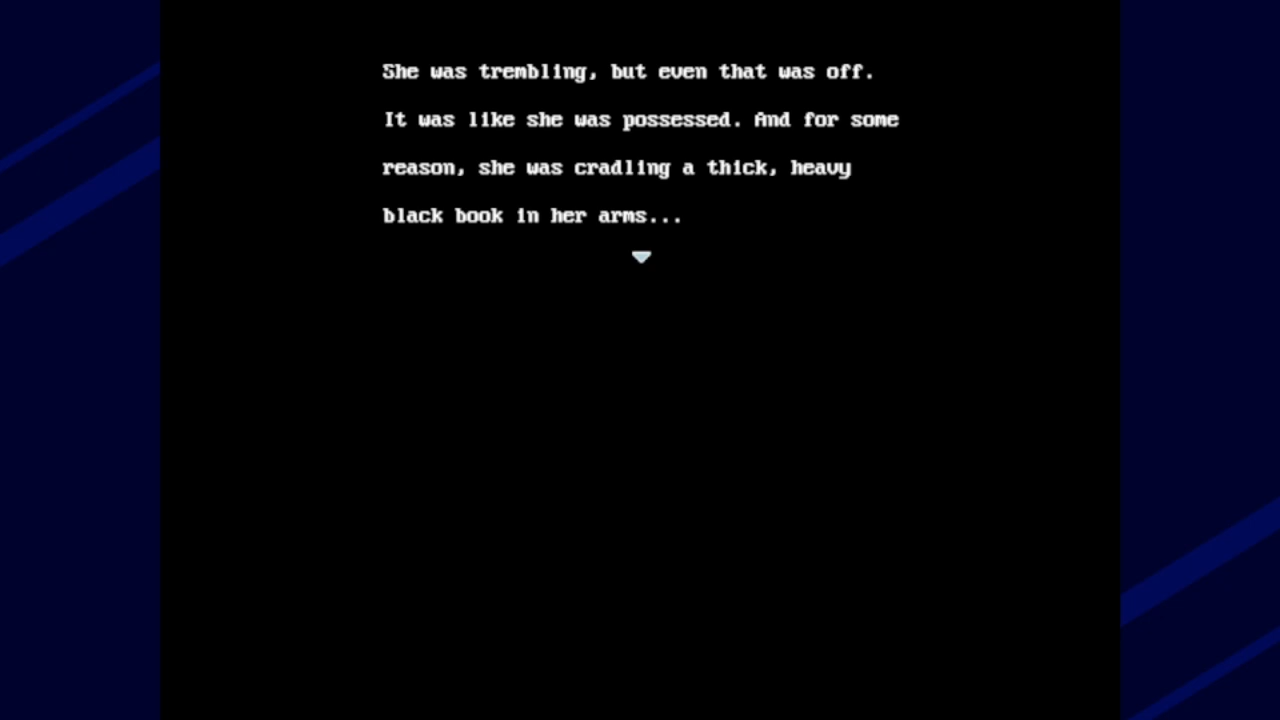 She was trembling, but even that was off.
It was like she was possessed. And for some
reason, she was cradling a thick, heavy
black book in her arms...